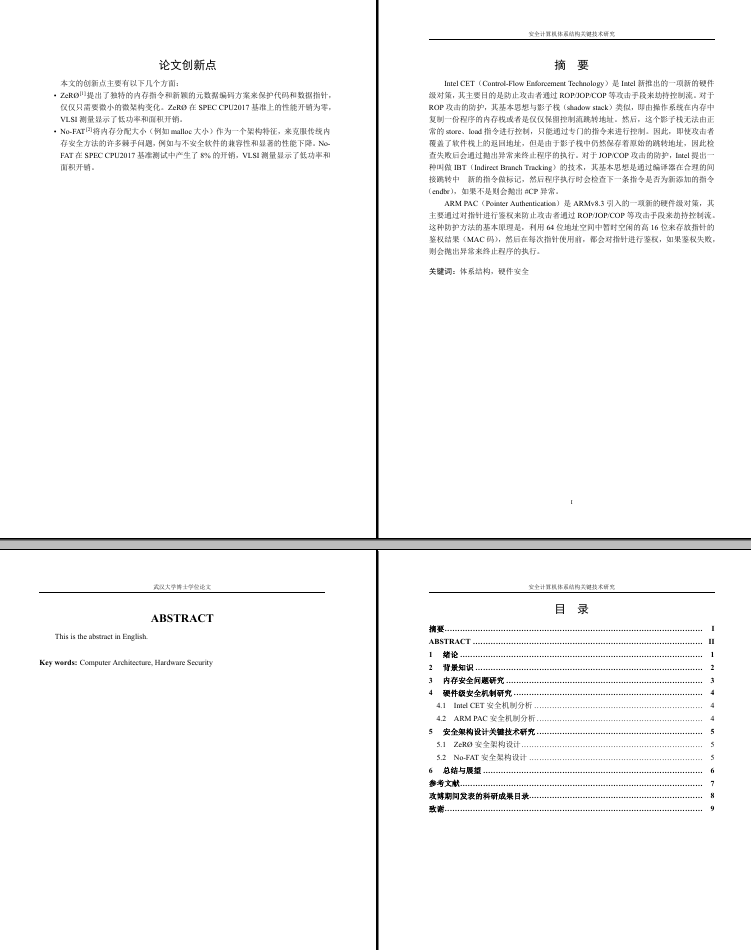 论文创新点
本文的创新点主要有以下几个方面：
• ZeRØ[1]提出了独特的内存指令和新颖的元数据编码方案来保护代码和数据指针，
仅仅只需要微小的微架构变化。ZeRØ 在 SPEC CPU2017 基准上的性能开销为零，
VLSI 测量显示了低功率和面积开销。
• No-FAT[2]将内存分配大小（例如 malloc 大小）作为一个架构特征，来克服传统内
存安全方法的许多棘手问题，例如与不安全软件的兼容性和显著的性能下降。No-
FAT 在 SPEC CPU2017 基准测试中产生了 8% 的开销。VLSI 测量显示了低功率和
面积开销。
安全计算机体系结构关键技术研究
摘 要
Intel CET（Control-Flow Enforcement Technology）是 Intel 新推出的一项新的硬件
级对策，其主要目的是防止攻击者通过 ROP/JOP/COP 等攻击手段来劫持控制流。对于
ROP 攻击的防护，其基本思想与影子栈（shadow stack）类似，即由操作系统在内存中
复制一份程序的内存栈或者是仅仅保留控制流跳转地址。然后，这个影子栈无法由正
常的 store、load 指令进行控制，只能通过专门的指令来进行控制。因此，即使攻击者
覆盖了软件栈上的返回地址，但是由于影子栈中仍然保存着原始的跳转地址，因此检
查失败后会通过抛出异常来终止程序的执行。对于 JOP/COP 攻击的防护，Intel 提出一
种叫做 IBT（Indirect Branch Tracking）的技术，其基本思想是通过编译器在合理的间
接跳转中 新的指令做标记，然后程序执行时会检查下一条指令是否为新添加的指令
（endbr），如果不是则会抛出 #CP 异常。
ARM PAC（Pointer Authentication）是 ARMv8.3 引入的一项新的硬件级对策，其
主要通过对指针进行鉴权来防止攻击者通过 ROP/JOP/COP 等攻击手段来劫持控制流。
这种防护方法的基本原理是，利用 64 位地址空间中暂时空闲的高 16 位来存放指针的
鉴权结果（MAC 码），然后在每次指针使用前，都会对指针进行鉴权，如果鉴权失败，
则会抛出异常来终止程序的执行。
关键词：体系结构，硬件安全
I
武汉大学博士学位论文
ABSTRACT
This is the abstract in English.
Key words: Computer Architecture, Hardware Security
安全计算机体系结构关键技术研究
目 录
摘要 I
ABSTRACT II
1 绪论 1
2 背景知识 2
3 内存安全问题研究 3
4 硬件级安全机制研究 4
4.1 Intel CET 安全机制分析 4
4.2 ARM PAC 安全机制分析 4
5 安全架构设计关键技术研究 5
5.1 ZeRØ 安全架构设计 5
5.2 No-FAT 安全架构设计 5
6 总结与展望 6
参考文献 7
攻博期间发表的科研成果目录 8
致谢 9